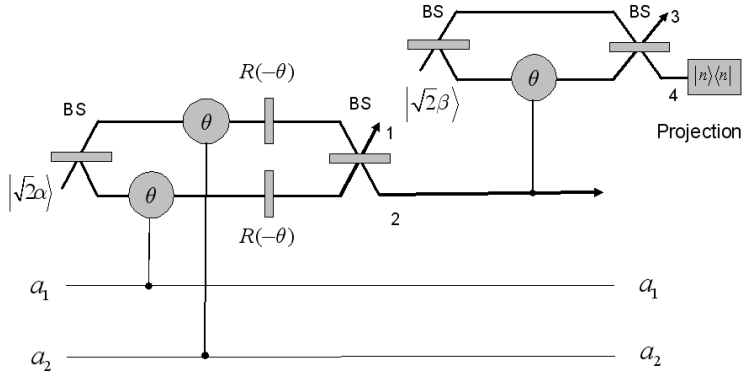 BS
BS
3
θ
|n⟩⟨n|
|√2β⟩
4
Projection
R(−θ)
BS
BS
θ
1
θ
|√2α⟩
2
R(−θ)
a₁
a₁
a₂
a₂